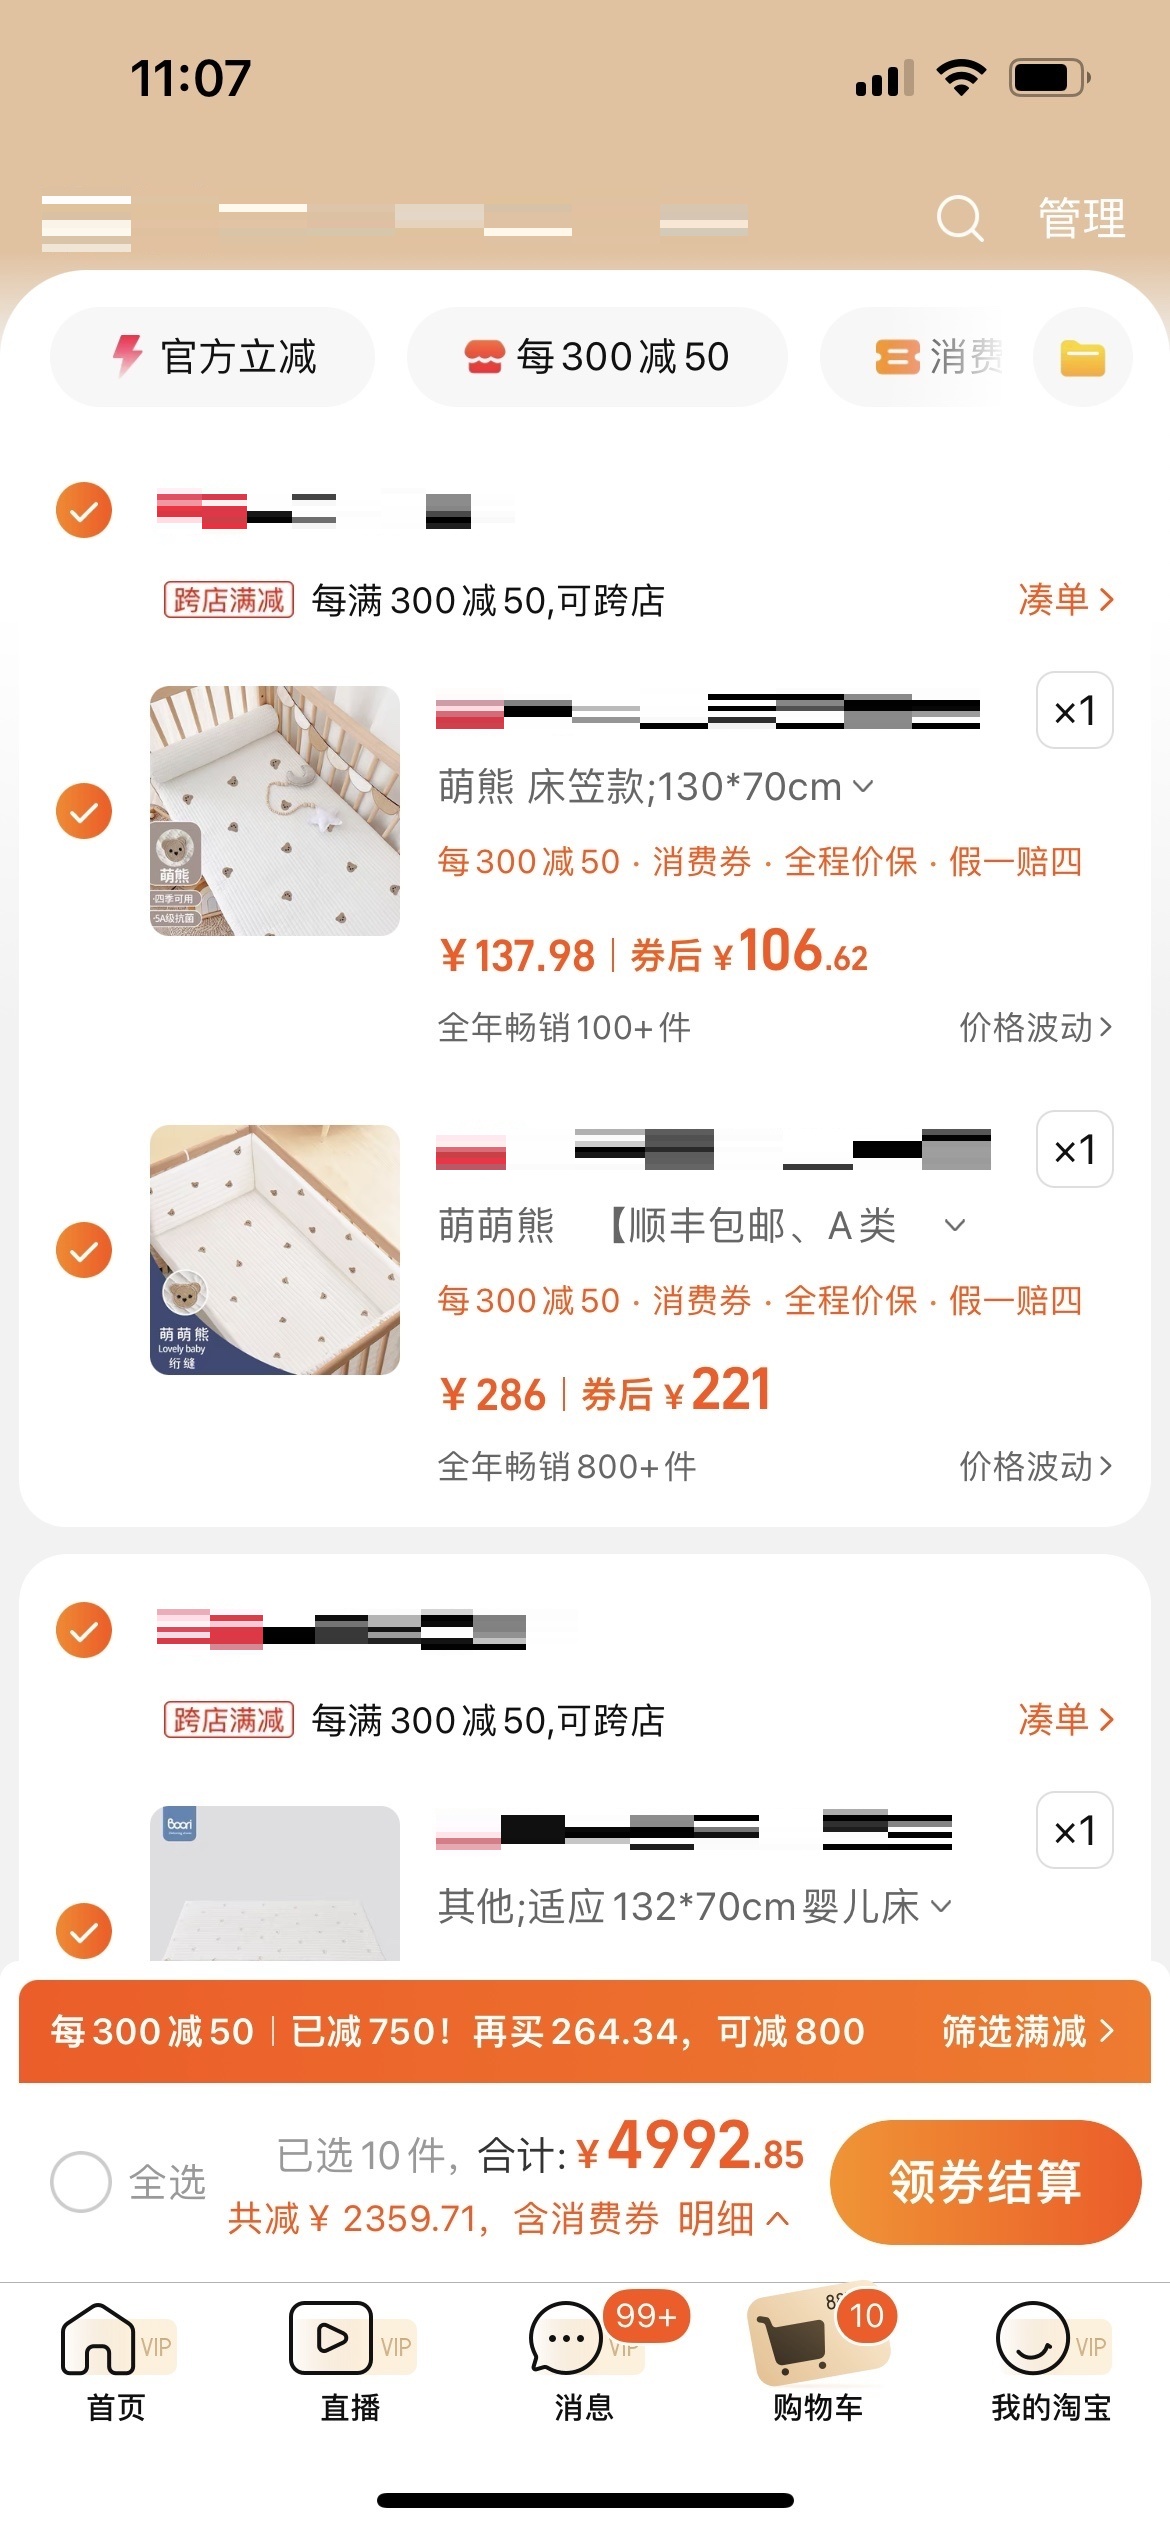 11:07
管理
官方立减
每300减50
消费
跨店满减 每满300减50,可跨店 凑单
×1
萌熊 床笠款;130*70cm
每300减50 · 消费券 · 全程价保 · 假一赔四
萌熊
·四季可用
·5A级抗菌
¥137.98 券后 ¥106.62
全年畅销100+件 价格波动
×1
萌萌熊 【顺丰包邮、A类
每300减50 · 消费券 · 全程价保 · 假一赔四
萌萌熊
Lovely baby
绗缝
¥286 券后 ¥221
全年畅销800+件 价格波动
跨店满减 每满300减50,可跨店 凑单
Boori
×1
其他;适应132*70cm婴儿床
每300减50 已减750！再买264.34，可减800 筛选满减
已选10件，合计:¥4992.85
全选 领券结算
共减¥ 2359.71，含消费券 明细
VIP VIP 99+ VIP 10 VIP
首页 直播 消息 购物车 我的淘宝